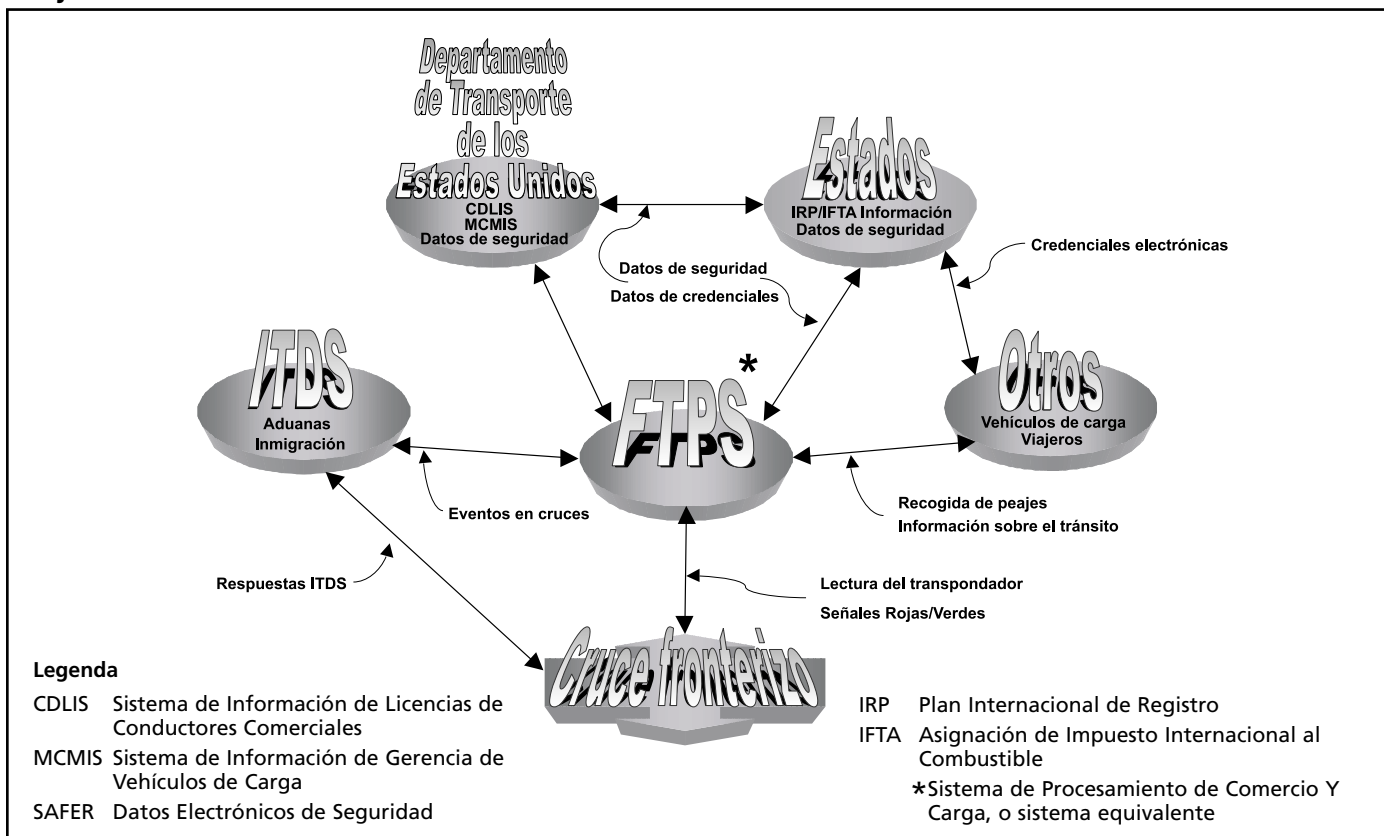 Departamento
de Transporte
de los
Estados Unidos
CDLIS
MCMIS
Datos de seguridad
Estados
IRP/IFTA Información
Datos de seguridad
Credenciales electrónicas
Datos de seguridad
Datos de credenciales
ITDS
Aduanas
Inmigración
FTPS
*
Otros
Vehículos de carga
Viajeros
Eventos en cruces
Recogida de peajes
Información sobre el tránsito
Respuestas ITDS
Lectura del transpondador
Señales Rojas/Verdes
Cruce fronterizo
Legenda
CDLIS Sistema de Información de Licencias de
Conductores Comerciales
MCMIS Sistema de Información de Gerencia de
Vehículos de Carga
SAFER Datos Electrónicos de Seguridad
IRP Plan Internacional de Registro
IFTA Asignación de Impuesto Internacional al
Combustible
*Sistema de Procesamiento de Comercio Y
Carga, o sistema equivalente